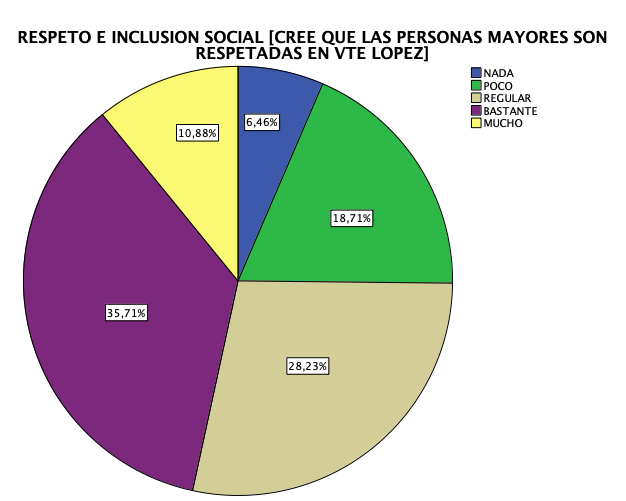 RESPETO E INCLUSION SOCIAL [CREE QUE LAS PERSONAS MAYORES SON
RESPETADAS EN VTE LOPEZ]
NADA
POCO
REGULAR
BASTANTE
MUCHO
6,46%
10,88%
18,71%
35,71%
28,23%